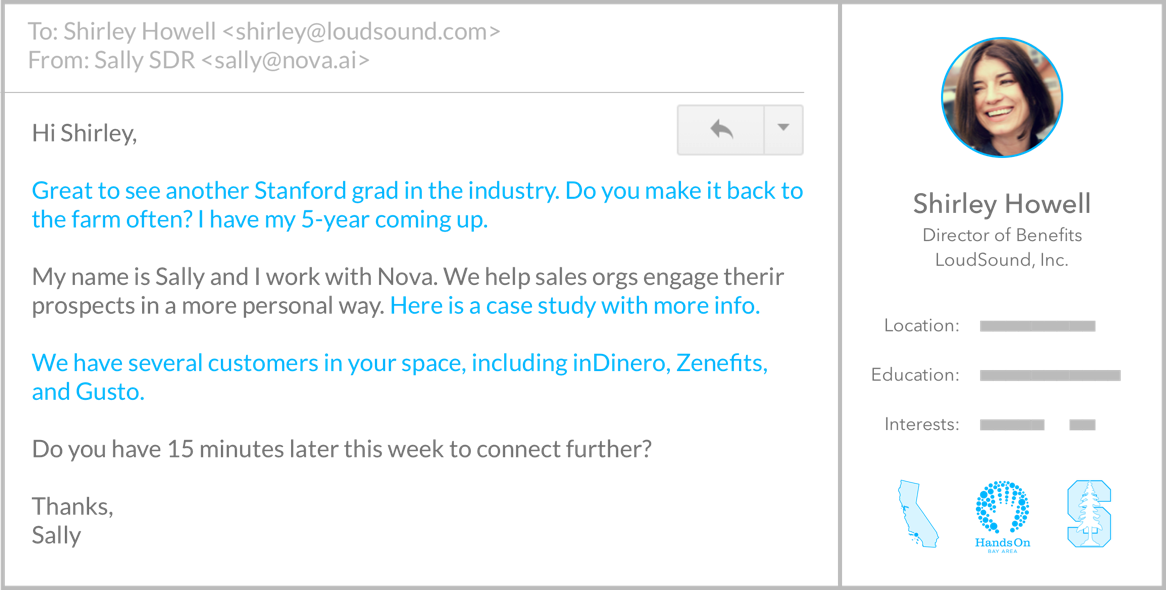 To: Shirley Howell <shirley@loudsound.com>
From: Sally SDR <sally@nova.ai>
Hi Shirley,
Great to see another Stanford grad in the industry. Do you make it back to
the farm often? I have my 5-year coming up.
My name is Sally and I work with Nova. We help sales orgs engage therir
prospects in a more personal way. Here is a case study with more info.
We have several customers in your space, including inDinero, Zenefits,
and Gusto.
Do you have 15 minutes later this week to connect further?
Thanks,
Sally
Shirley Howell
Director of Benefits
LoudSound, Inc.
Location:
Education:
Interests:
HandsOn
BAY AREA
S